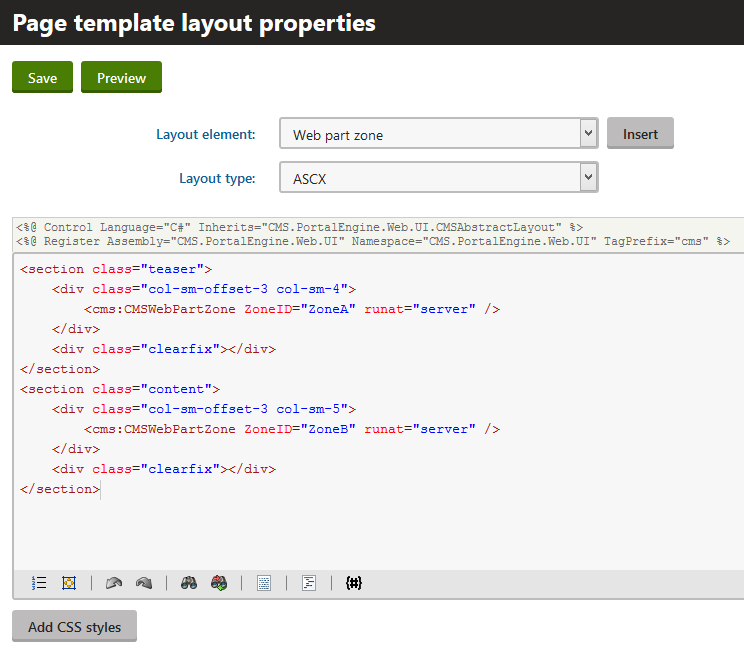 Page template layout properties
Save Preview
Layout element: Web part zone Insert
Layout type: ASCX
<%@ Control Language="C#" Inherits="CMS.PortalEngine.Web.UI.CMSAbstractLayout" %>
<%@ Register Assembly="CMS.PortalEngine.Web.UI" Namespace="CMS.PortalEngine.Web.UI" TagPrefix="cms" %>
<section class="teaser">
    <div class="col-sm-offset-3 col-sm-4">
        <cms:CMSWebPartZone ZoneID="ZoneA" runat="server" />
    </div>
    <div class="clearfix"></div>
</section>
<section class="content">
    <div class="col-sm-offset-3 col-sm-5">
        <cms:CMSWebPartZone ZoneID="ZoneB" runat="server" />
    </div>
    <div class="clearfix"></div>
</section>
{#}
Add CSS styles